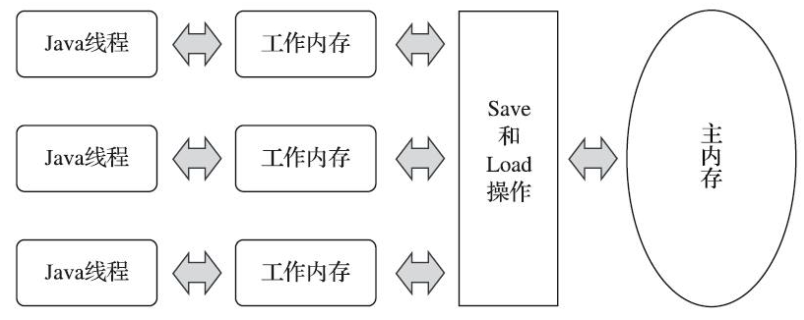 Java线程
工作内存
Java线程
工作内存
Java线程
工作内存
Save
和
Load
操作
主
内
存